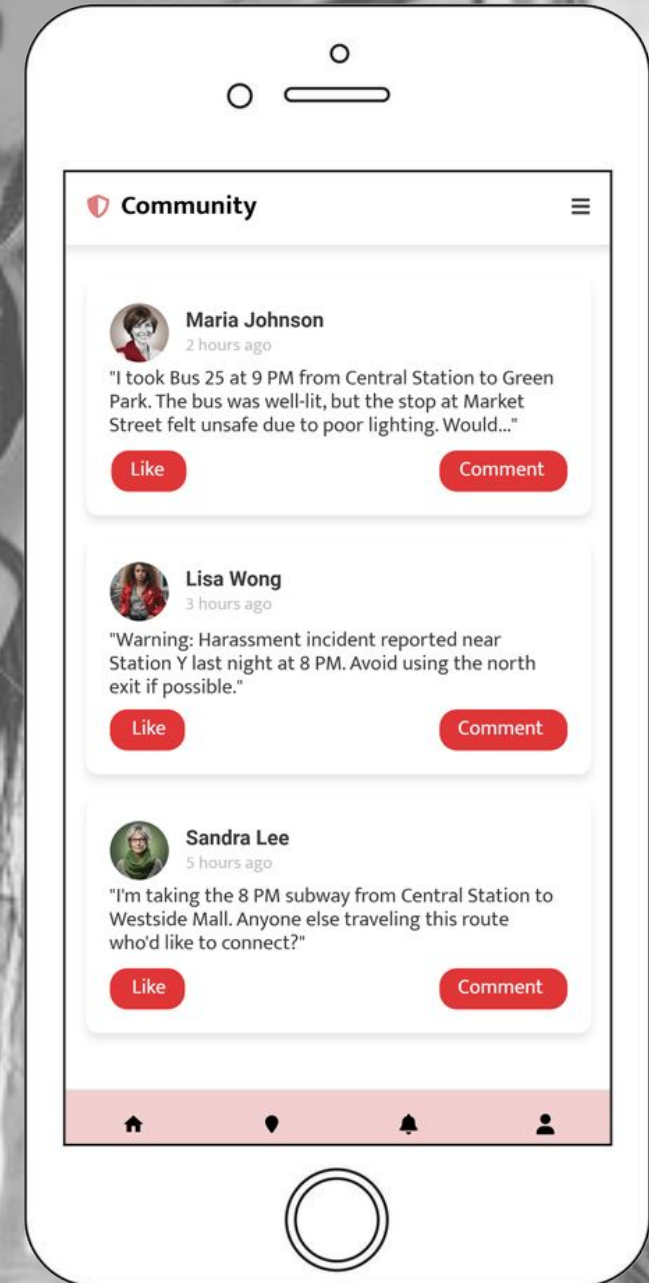 Community
Maria Johnson
2 hours ago
"I took Bus 25 at 9 PM from Central Station to Green
Park. The bus was well-lit, but the stop at Market
Street felt unsafe due to poor lighting. Would..."
Like
Comment
Lisa Wong
3 hours ago
"Warning: Harassment incident reported near
Station Y last night at 8 PM. Avoid using the north
exit if possible."
Like
Comment
Sandra Lee
5 hours ago
"I'm taking the 8 PM subway from Central Station to
Westside Mall. Anyone else traveling this route
who'd like to connect?"
Like
Comment